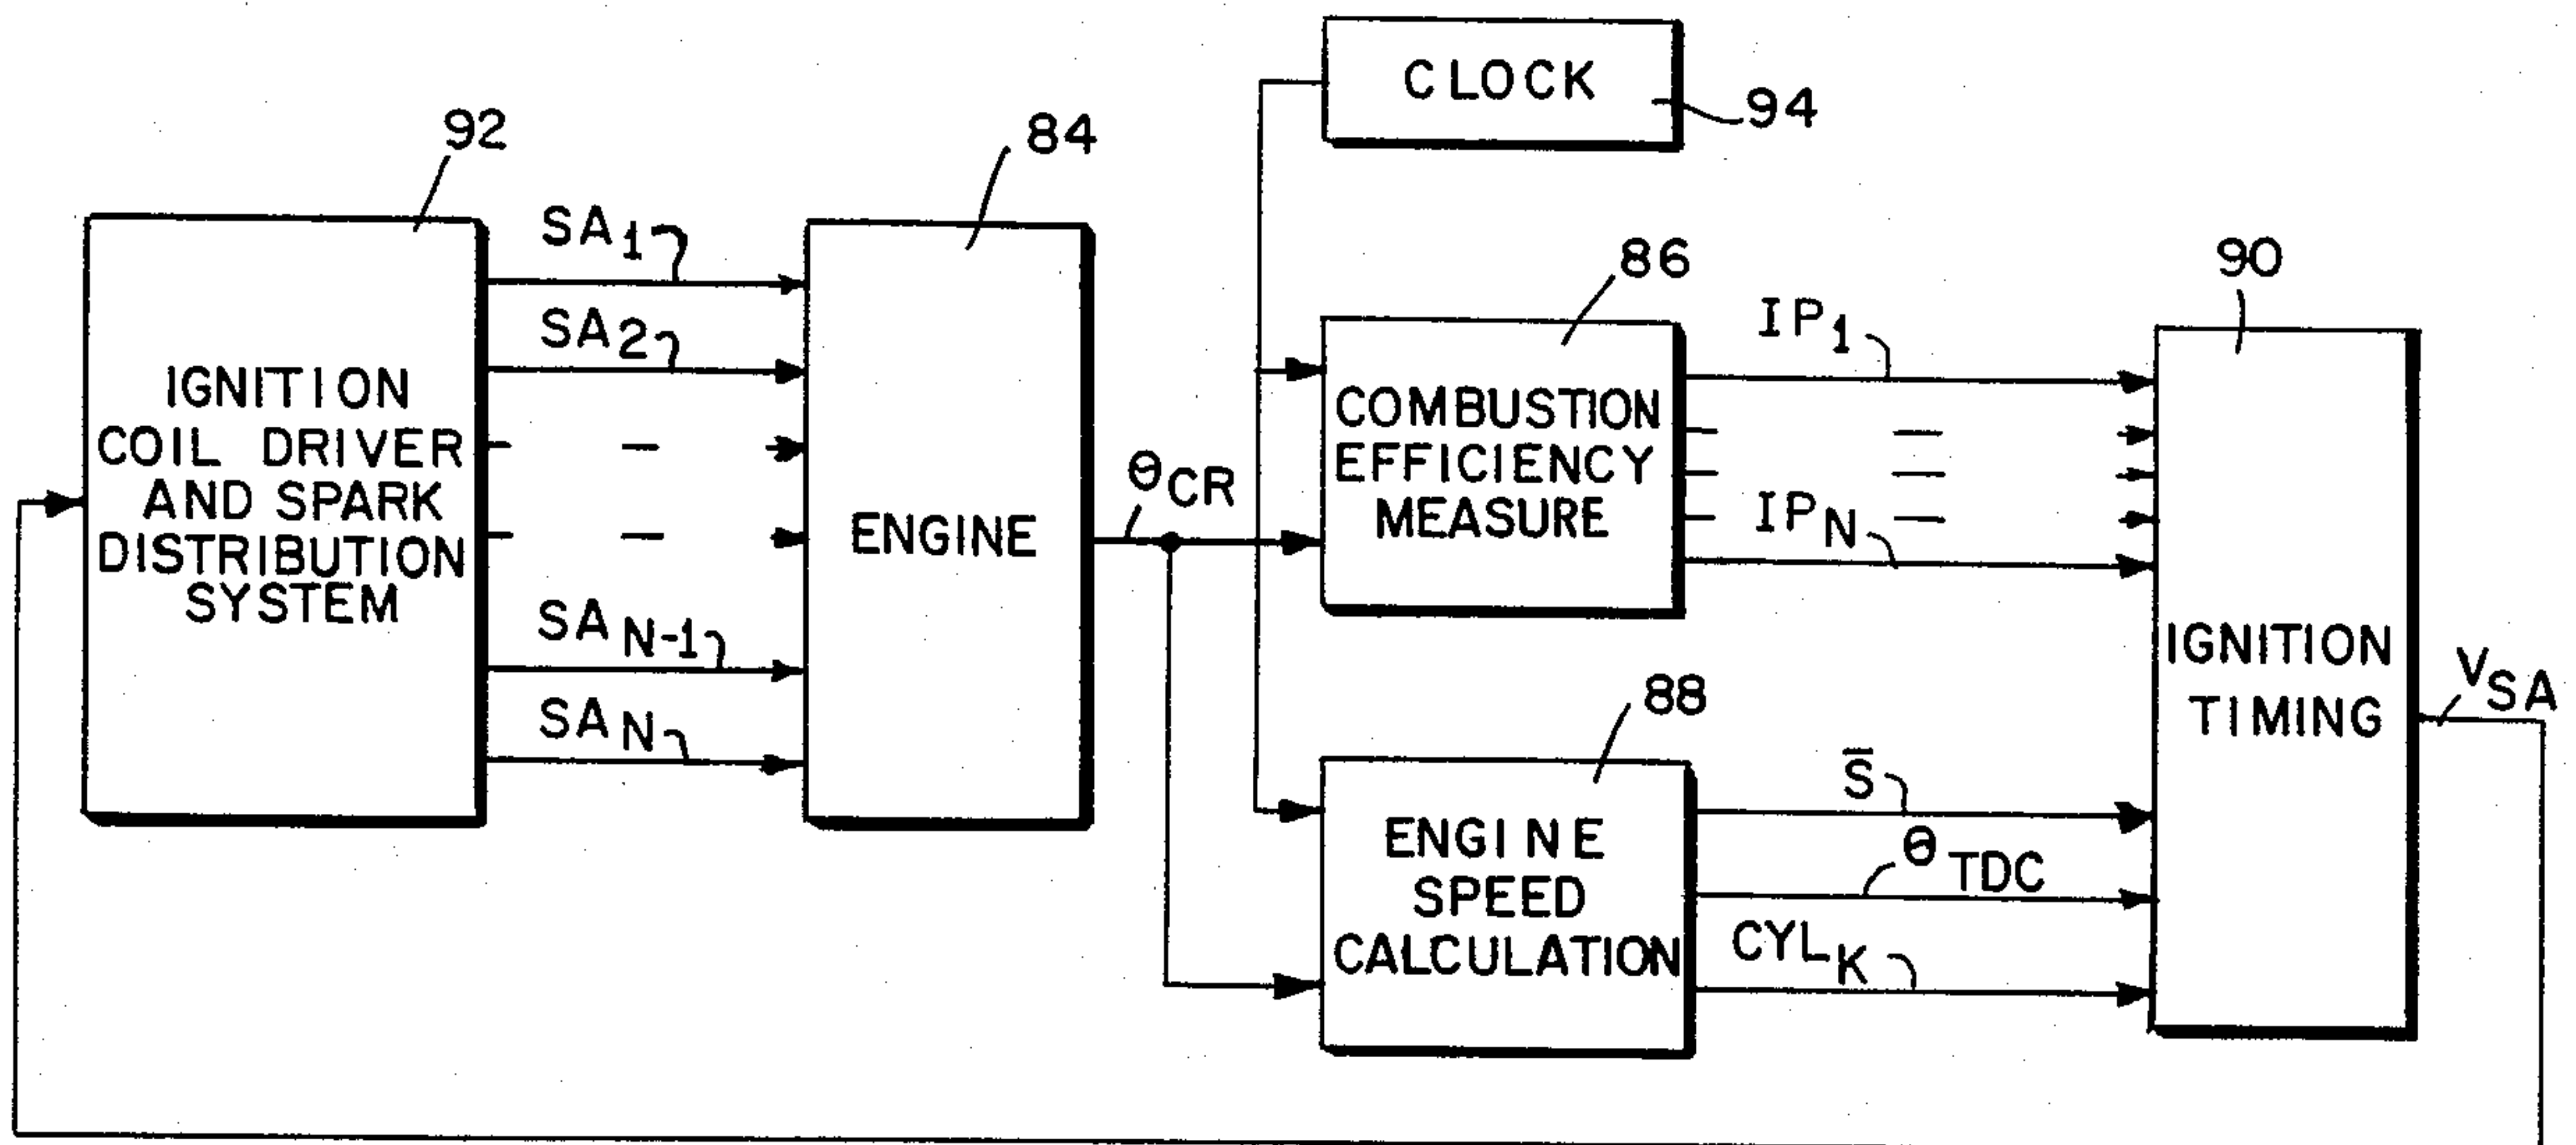 CLOCK
94
92
84
SA1
SA2
IGNITION
COIL DRIVER
AND SPARK
DISTRIBUTION
SYSTEM
SAN-1
SAN
ENGINE
ΘCR
86
COMBUSTION
EFFICIENCY
MEASURE
IP1
IPN
90
IGNITION
TIMING
VSA
88
ENGINE
SPEED
CALCULATION
S̅
ΘTDC
CYLK